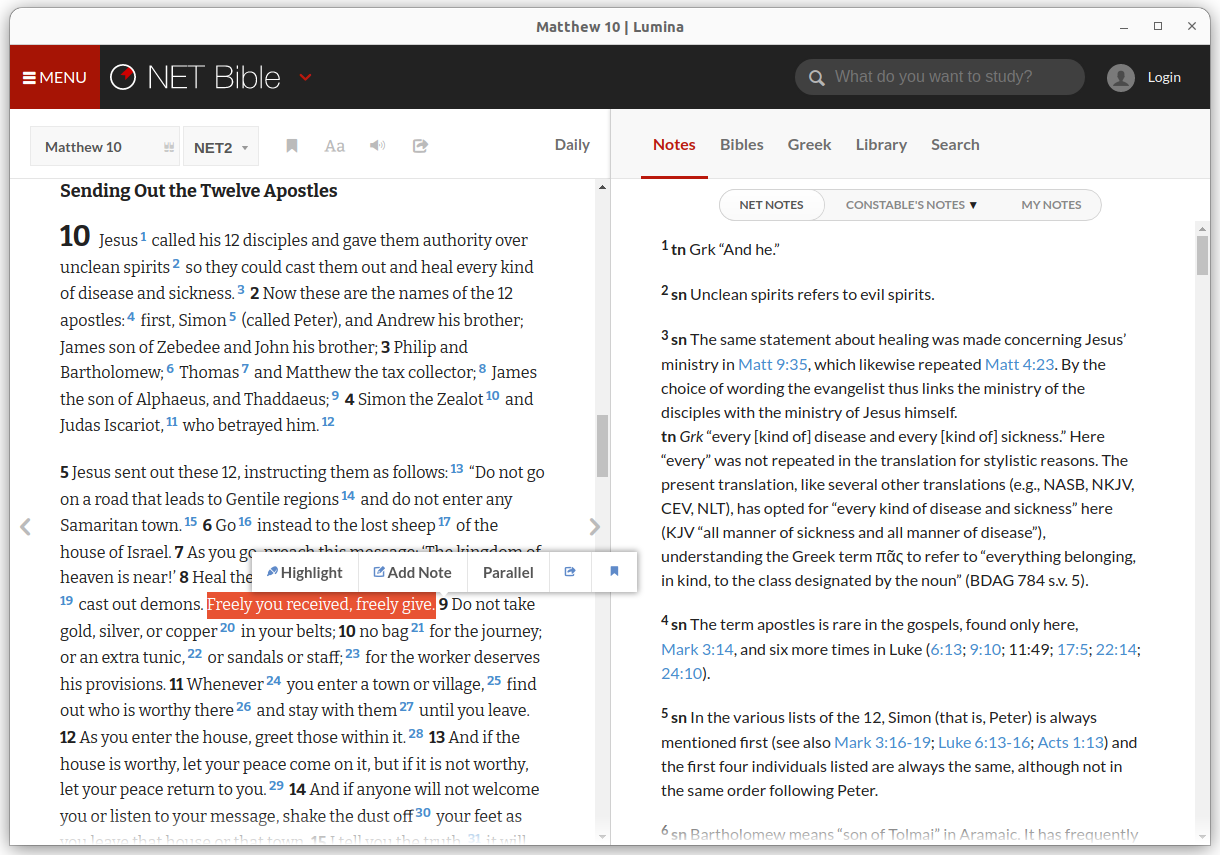 Matthew 10 | Lumina
MENU
NET Bible
What do you want to study?
Login
Matthew 10
NET2
Aa
Daily
Sending Out the Twelve Apostles
10 Jesus 1 called his 12 disciples and gave them authority over
unclean spirits 2 so they could cast them out and heal every kind
of disease and sickness. 3 2 Now these are the names of the 12
apostles: 4 first, Simon 5 (called Peter), and Andrew his brother;
James son of Zebedee and John his brother; 3 Philip and
Bartholomew; 6 Thomas 7 and Matthew the tax collector; 8 James
the son of Alphaeus, and Thaddaeus; 9 4 Simon the Zealot 10 and
Judas Iscariot, 11 who betrayed him. 12
5 Jesus sent out these 12, instructing them as follows: 13 “Do not go
on a road that leads to Gentile regions 14 and do not enter any
Samaritan town. 15 6 Go 16 instead to the lost sheep 17 of the
house of Israel. 7 As you go, preach this message: ‘The kingdom of
heaven is near!’ 8 Heal the
Highlight
Add Note
Parallel
19 cast out demons. Freely you received, freely give. 9 Do not take
gold, silver, or copper 20 in your belts; 10 no bag 21 for the journey;
or an extra tunic, 22 or sandals or staff; 23 for the worker deserves
his provisions. 11 Whenever 24 you enter a town or village, 25 find
out who is worthy there 26 and stay with them 27 until you leave.
12 As you enter the house, greet those within it. 28 13 And if the
house is worthy, let your peace come on it, but if it is not worthy,
let your peace return to you. 29 14 And if anyone will not welcome
you or listen to your message, shake the dust off 30 your feet as
you leave that house or that town. 15 I tell you the truth, 31 it will
Notes
Bibles
Greek
Library
Search
NET NOTES
CONSTABLE'S NOTES ▼
MY NOTES
1 tn Grk “And he.”
2 sn Unclean spirits refers to evil spirits.
3 sn The same statement about healing was made concerning Jesus’
ministry in Matt 9:35, which likewise repeated Matt 4:23. By the
choice of wording the evangelist thus links the ministry of the
disciples with the ministry of Jesus himself.
tn Grk “every [kind of] disease and every [kind of] sickness.” Here
“every” was not repeated in the translation for stylistic reasons. The
present translation, like several other translations (e.g., NASB, NKJV,
CEV, NLT), has opted for “every kind of disease and sickness” here
(KJV “all manner of sickness and all manner of disease”),
understanding the Greek term πᾶς to refer to “everything belonging,
in kind, to the class designated by the noun” (BDAG 784 s.v. 5).
4 sn The term apostles is rare in the gospels, found only here,
Mark 3:14, and six more times in Luke (6:13; 9:10; 11:49; 17:5; 22:14;
24:10).
5 sn In the various lists of the 12, Simon (that is, Peter) is always
mentioned first (see also Mark 3:16-19; Luke 6:13-16; Acts 1:13) and
the first four individuals listed are always the same, although not in
the same order following Peter.
6 sn Bartholomew means “son of Tolmai” in Aramaic. It has frequently